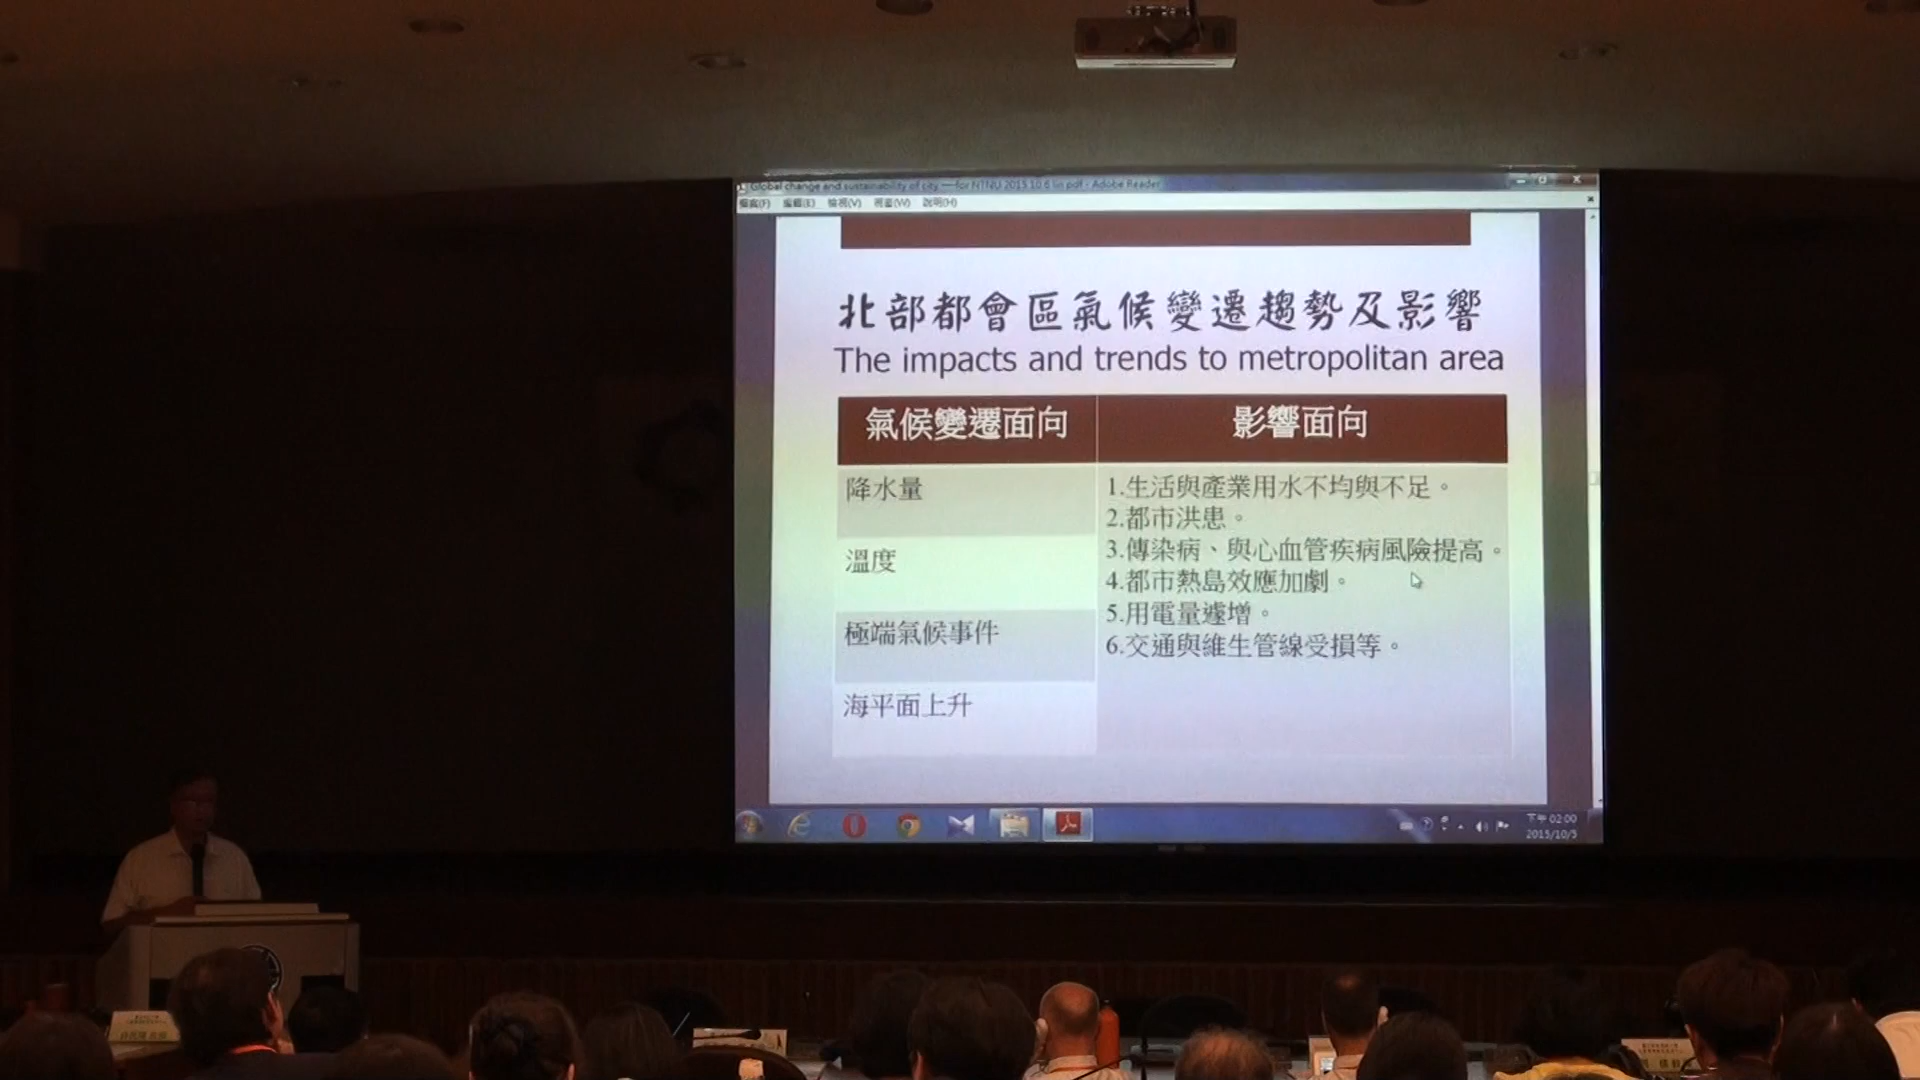 Global change and sustainability of city ----for NTNU 2015.10.6 lin.pdf - Adobe Reader
檔案(F) 編輯(E) 檢視(V) 視窗(W) 說明(H)
北部都會區氣候變遷趨勢及影響
The impacts and trends to metropolitan area
氣候變遷面向
影響面向
降水量
溫度
極端氣候事件
海平面上升
1.生活與產業用水不均與不足。
2.都市洪患。
3.傳染病、與心血管疾病風險提高。
4.都市熱島效應加劇。
5.用電量遽增。
6.交通與維生管線受損等。
下午 02:00
2015/10/5